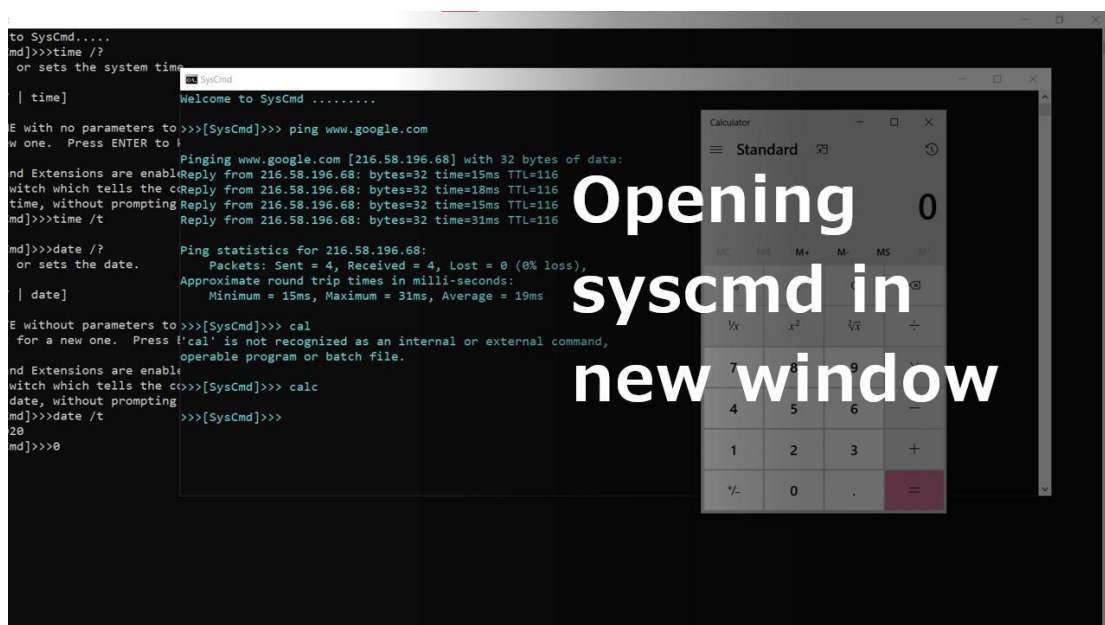 to SysCmd.....
md]>>>time /?
or sets the system time
| time]
E with no parameters to
w one. Press ENTER to
nd Extensions are enable
witch which tells the co
time, without prompting
md]>>>time /t
md]>>>date /?
or sets the date.
| date]
E without parameters to
for a new one. Press
nd Extensions are enable
witch which tells the co
date, without prompting
md]>>>date /t
20
md]>>>0
SysCmd
Welcome to SysCmd .........
>>>[SysCmd]>>> ping www.google.com
Pinging www.google.com [216.58.196.68] with 32 bytes of data:
Reply from 216.58.196.68: bytes=32 time=15ms TTL=116
Reply from 216.58.196.68: bytes=32 time=18ms TTL=116
Reply from 216.58.196.68: bytes=32 time=15ms TTL=116
Reply from 216.58.196.68: bytes=32 time=31ms TTL=116
Ping statistics for 216.58.196.68:
Packets: Sent = 4, Received = 4, Lost = 0 (0% loss),
Approximate round trip times in milli-seconds:
Minimum = 15ms, Maximum = 31ms, Average = 19ms
>>>[SysCmd]>>> cal
'cal' is not recognized as an internal or external command,
operable program or batch file.
>>>[SysCmd]>>> calc
>>>[SysCmd]>>>
Calculator
Standard
0
MC MR M+ M- MS
⅟x x² ²√x ÷
7 8 9
4 5 6 −
1 2 3 +
+/- 0 . =
Opening
syscmd in
new window